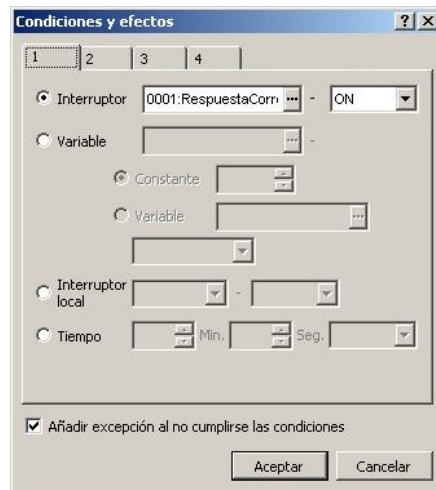 Condiciones y efectos
1 2 3 4
Interruptor 0001:RespuestaCorr ... - ON
Variable ... -
Constante
Variable ...
Interruptor local -
Tiempo Min. Seg.
Añadir excepción al no cumplirse las condiciones
Aceptar Cancelar